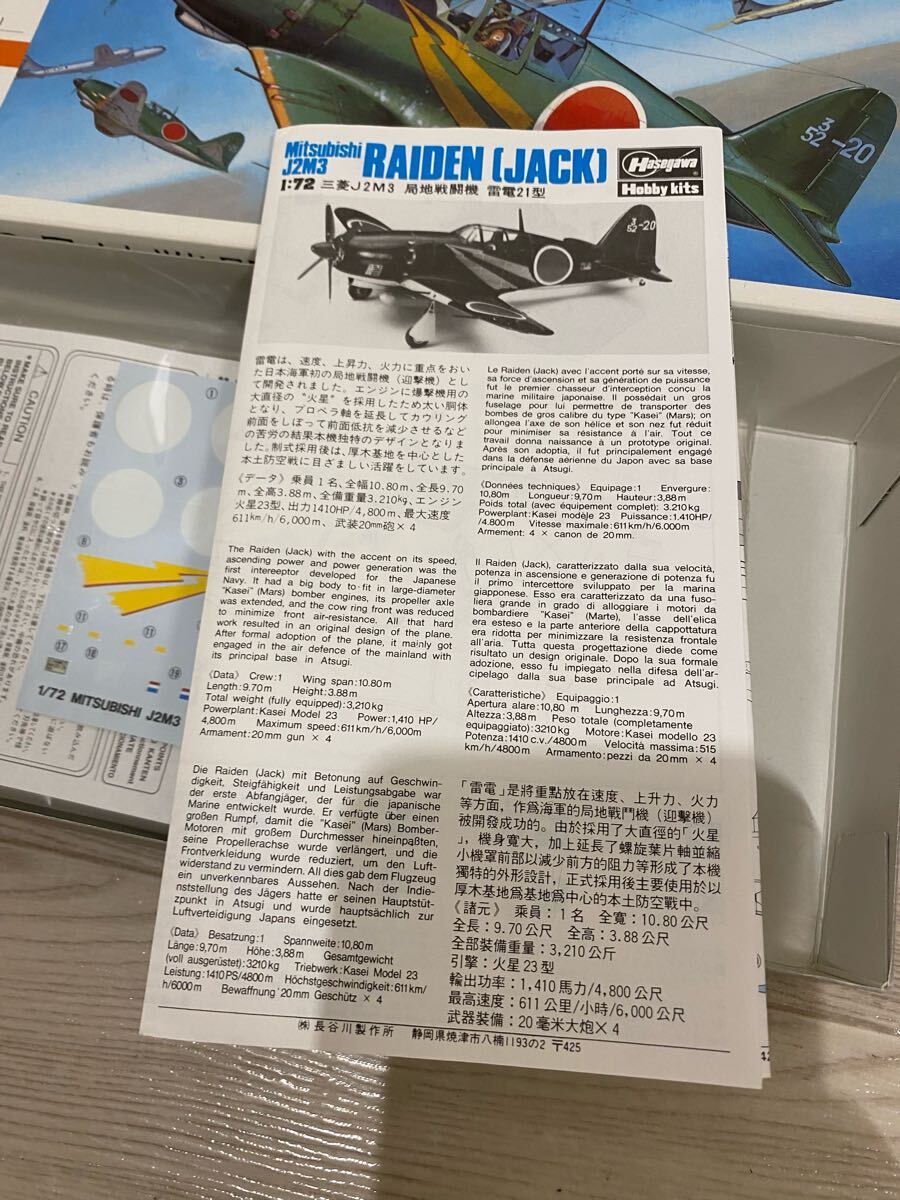 3
52-20
Mitsubishi
J2M3
RAIDEN (JACK)
Hasegawa
Hobby kits
1:72 三菱J2M3 局地戦闘機 雷電21型
3
52-20
雷電は、速度、上昇力、火力に重点をおい
た日本海軍初の局地戦闘機（迎撃機）とし
て開発されました。エンジンに爆撃機用の
大直径の〝火星〟を採用したため太い胴体
となり、プロペラ軸を延長してカウリング
前面をしぼって前面低抗を減少させるなど
の苦労の結果本機独特のデザインとなりま
した。制式採用後は、厚木基地を中心とした
本土防空戦に目ざましい活躍をしています。
《データ》乗員1名、全幅10.80m、全長9.70
m、全高3.88m、全備重量3.210kg、エンジン
火星23型、出力1410HP/4,800m、最大速度
611km/h/6,000m、 武装20mm砲×4
The Raiden (Jack) with the accent on its speed,
ascending power and power generation was the
first intereeptor developed for the Japanese
Navy. It had a big body to fit in large-diameter
"Kasei" (Mars) bomber engines, its propeller axle
was extended, and the cow ring front was reduced
to minimize front air-resistance. All that hard
work resulted in an original design of the plane.
After formal adoption of the plane, it mainly got
engaged in the air defence of the mainland with
its principal base in Atsugi.
《Data》 Crew:1 Wing span:10.80m
Length:9.70m Height:3.88m
Total weight (fully equipped):3,210kg
Powerplant:Kasei Model 23 Power:1,410 HP/
4,800m Maximum speed:611km/h/6,000m
Armament:20mm gun × 4
Die Raiden (Jack) mit Betonung auf Geschwin-
digkeit, Steigfähigkeit und Leistungsabgabe war
der erste Abfangjäger, der für die japanische
Marine entwickelt wurde. Er verfügte über einen
großen Rumpf, damit die "Kasei" (Mars) Bomber-
Motoren mit großem Durchmesser hineinpaßten,
seine Propellerachse wurde verlängert, und die
Frontverkleidung wurde reduziert, um den Luft-
widerstand zu vermindern. All dies gab dem Flugzeug
ein unverkennbares Aussehen. Nach der Indie-
nststellung des Jägers hatte er seinen Hauptstüt-
zpunkt in Atsugi und wurde hauptsächlich zur
Luftverteidigung Japans eingesetzt.
《Data》 Besatzung:1 Spannweite:10,80m
Länge:9,70m Höhe:3,88m Gesamtgewicht
(voll ausgerüstet):3210kg Triebwerk:Kasei Model 23
Leistung:1410PS/4800m Höchstgeschwindigkeit:611km/
h/6000m Bewaffnung 20mm Geschütz × 4
Le Raiden (Jack) avec l'accent porté sur sa vitesse,
sa force d'ascension et sa génération de puissance
fut le premier chasseur d'interception conçu la
marine militaire japonaise. Il possédait un gros
fuselage pour lui permettre de transporter des
bombes de gros calibre du type "Kasei" (Mars); on
allongea l'axe de son hélice et son nez fut réduit
pour minimiser sa résistance à l'air. Tout ce
travail donna naissance à un prototype original.
Après son adoptia, il fut principalement engagé
dans la défense aérienne du Japon avec sa base
principale à Atsugi.
《Données techniques》 Equipage:1 Envergure:
10,80m Longueur:9,70m Hauteur:3,88m
Poids total (avec équipement complet):3.210kg
Powerplant:Kasei modèle 23 Puissance:1,410HP/
4.800m Vitesse maximale:611km/h/6.000m
Armement: 4 × canon de 20mm.
Il Raiden (Jack), caratterizzato dalla sua velocità,
potenza in ascensione e generazione di potenza fu
il primo intercettore sviluppato per la marina
giapponese. Esso era caratterizzato da una fuso-
liera grande in grado di alloggiare i motori da
bombardiere "Kasei" (Marte), l'asse dell'elica
era esteso e la parte anteriore della cappottatura
era ridotta per minimizzare la resistenza frontale
all'aria. Tutta questa progettazione diede come
risultato un design originale. Dopo la sua formale
adozione, esso fu impiegato nella difesa dell'ar-
cipelago dalla sua base principale ad Atsugi.
《Caratteristiche》 Equipaggio:1
Apertura alare:10,80 m Lunghezza:9,70m
Altezza:3,88m Peso totale (completamente
equipaggiato):3210kg Motore:Kasei modello 23
Potenza:1410 c.v./4800m Velocità massima:515
km/h/4800m Armamento:pezzi da 20mm × 4
「雷電」是將重點放在速度、上升力、火力
等方面，作爲海軍的局地戰鬥機（迎擊機）
被開發成功的。由於採用了大直徑的「火星」
，機身寬大，加上延長了螺旋葉片軸並縮
小機罩前部以減少前方的阻力等形成了本機
獨特的外形設計，正式採用後主要使用於以
厚木基地爲基地爲中心的本土防空戰中。
《諸元》乘員：1名 全寬：10.80公尺
全長：9.70公尺 全高：3.88公尺
全部裝備重量：3,210公斤
引擎：火星23型
輸出功率：1,410馬力/4,800公尺
最高速度：611公里/小時/6,000公尺
武器裝備：20毫米大炮×4
㈱ 長谷川製作所 静岡県焼津市八楠1193の2 〒425
CAUTION
1
3
8
11
11
17
18
19
1/72 MITSUBISHI J2M3